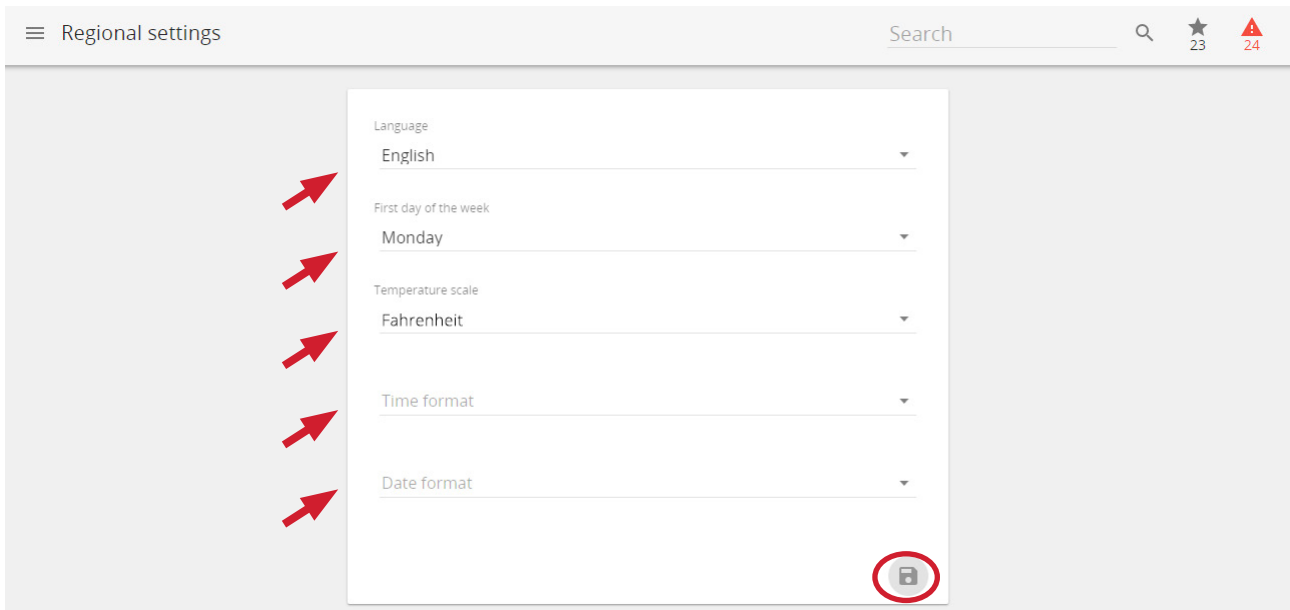 Regional settings
Search
23
24
Language
English
First day of the week
Monday
Temperature scale
Fahrenheit
Time format
Date format